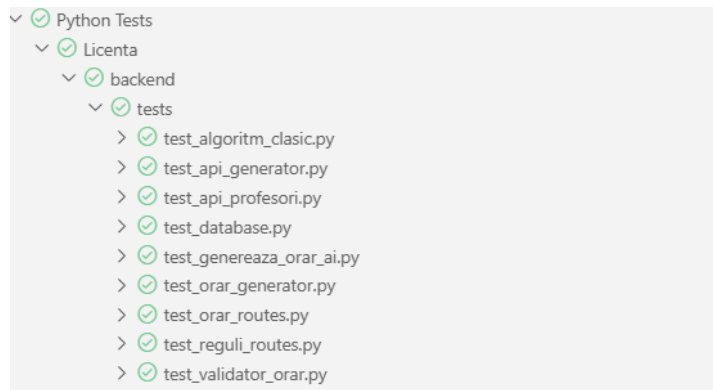 Python Tests
Licenta
backend
tests
test_algoritm_clasic.py
test_api_generator.py
test_api_profesori.py
test_database.py
test_genereaza_orar_ai.py
test_orar_generator.py
test_orar_routes.py
test_reguli_routes.py
test_validator_orar.py